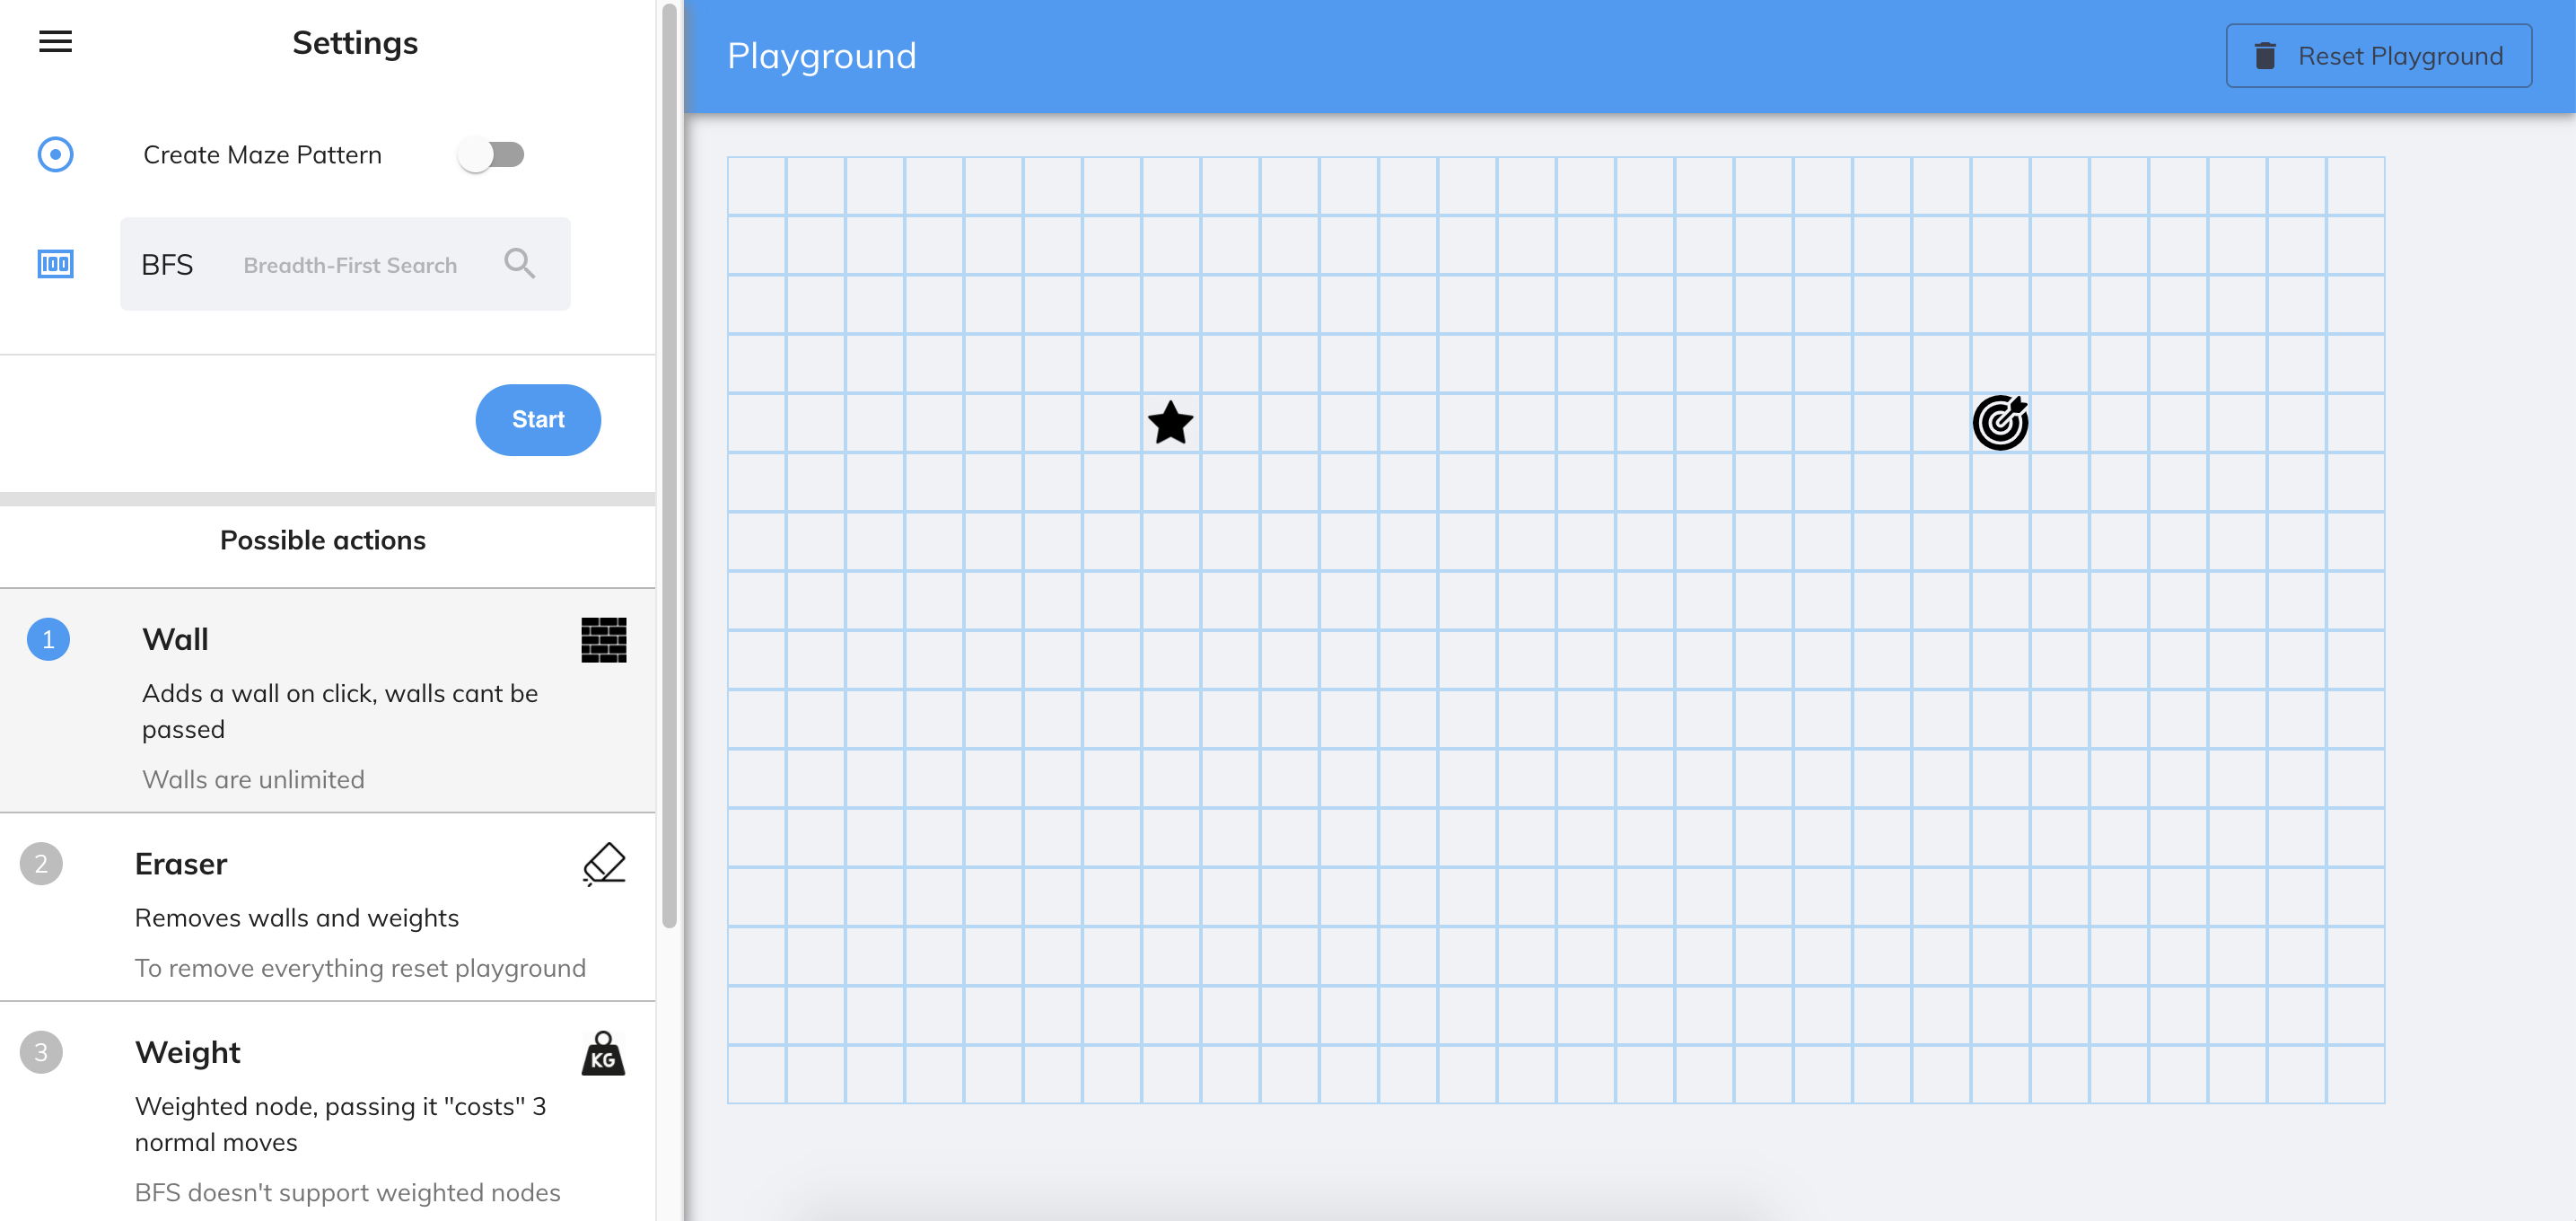 Settings
Create Maze Pattern
100
BFS Breadth-First Search
Start
Possible actions
1 Wall
Adds a wall on click, walls cant be
passed
Walls are unlimited
2 Eraser
Removes walls and weights
To remove everything reset playground
3 Weight
KG
Weighted node, passing it "costs" 3
normal moves
BFS doesn't support weighted nodes
Playground
Reset Playground